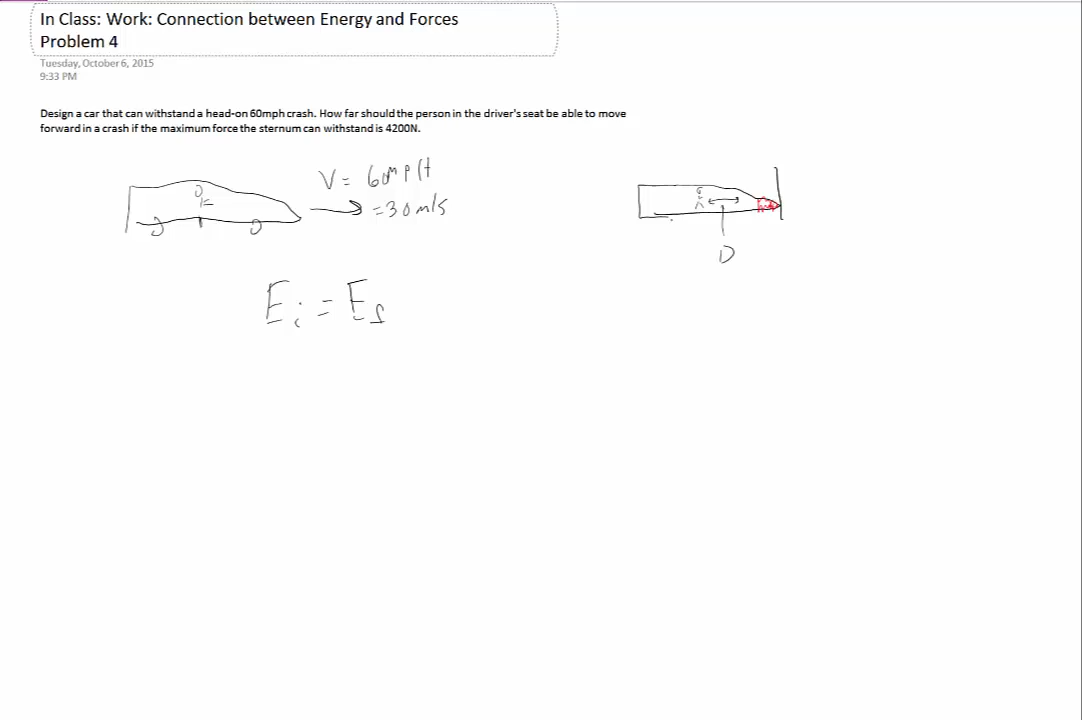 In Class: Work: Connection between Energy and Forces
Problem 4
Tuesday, October 6, 2015
9:33 PM
Design a car that can withstand a head-on 60mph crash. How far should the person in the driver's seat be able to move
forward in a crash if the maximum force the sternum can withstand is 4200N.
V = 60mpH
= 30 m/s
D
Ei = Ef